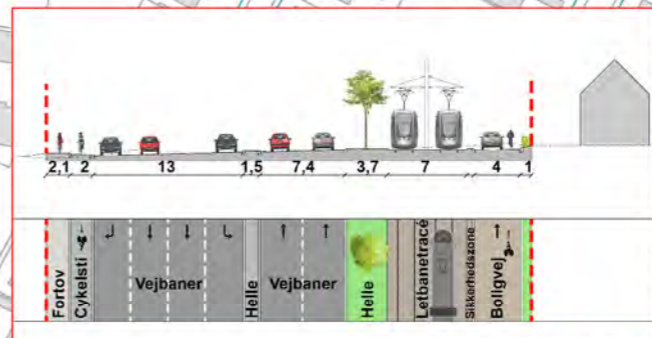 2,1 2 13 1,5 7,4 3,7 7 4 1
Fortov
Cykelsti
Vejbaner
Helle
Vejbaner
Helle
Letbanetracé
Sikkerhedszone
Boligvej